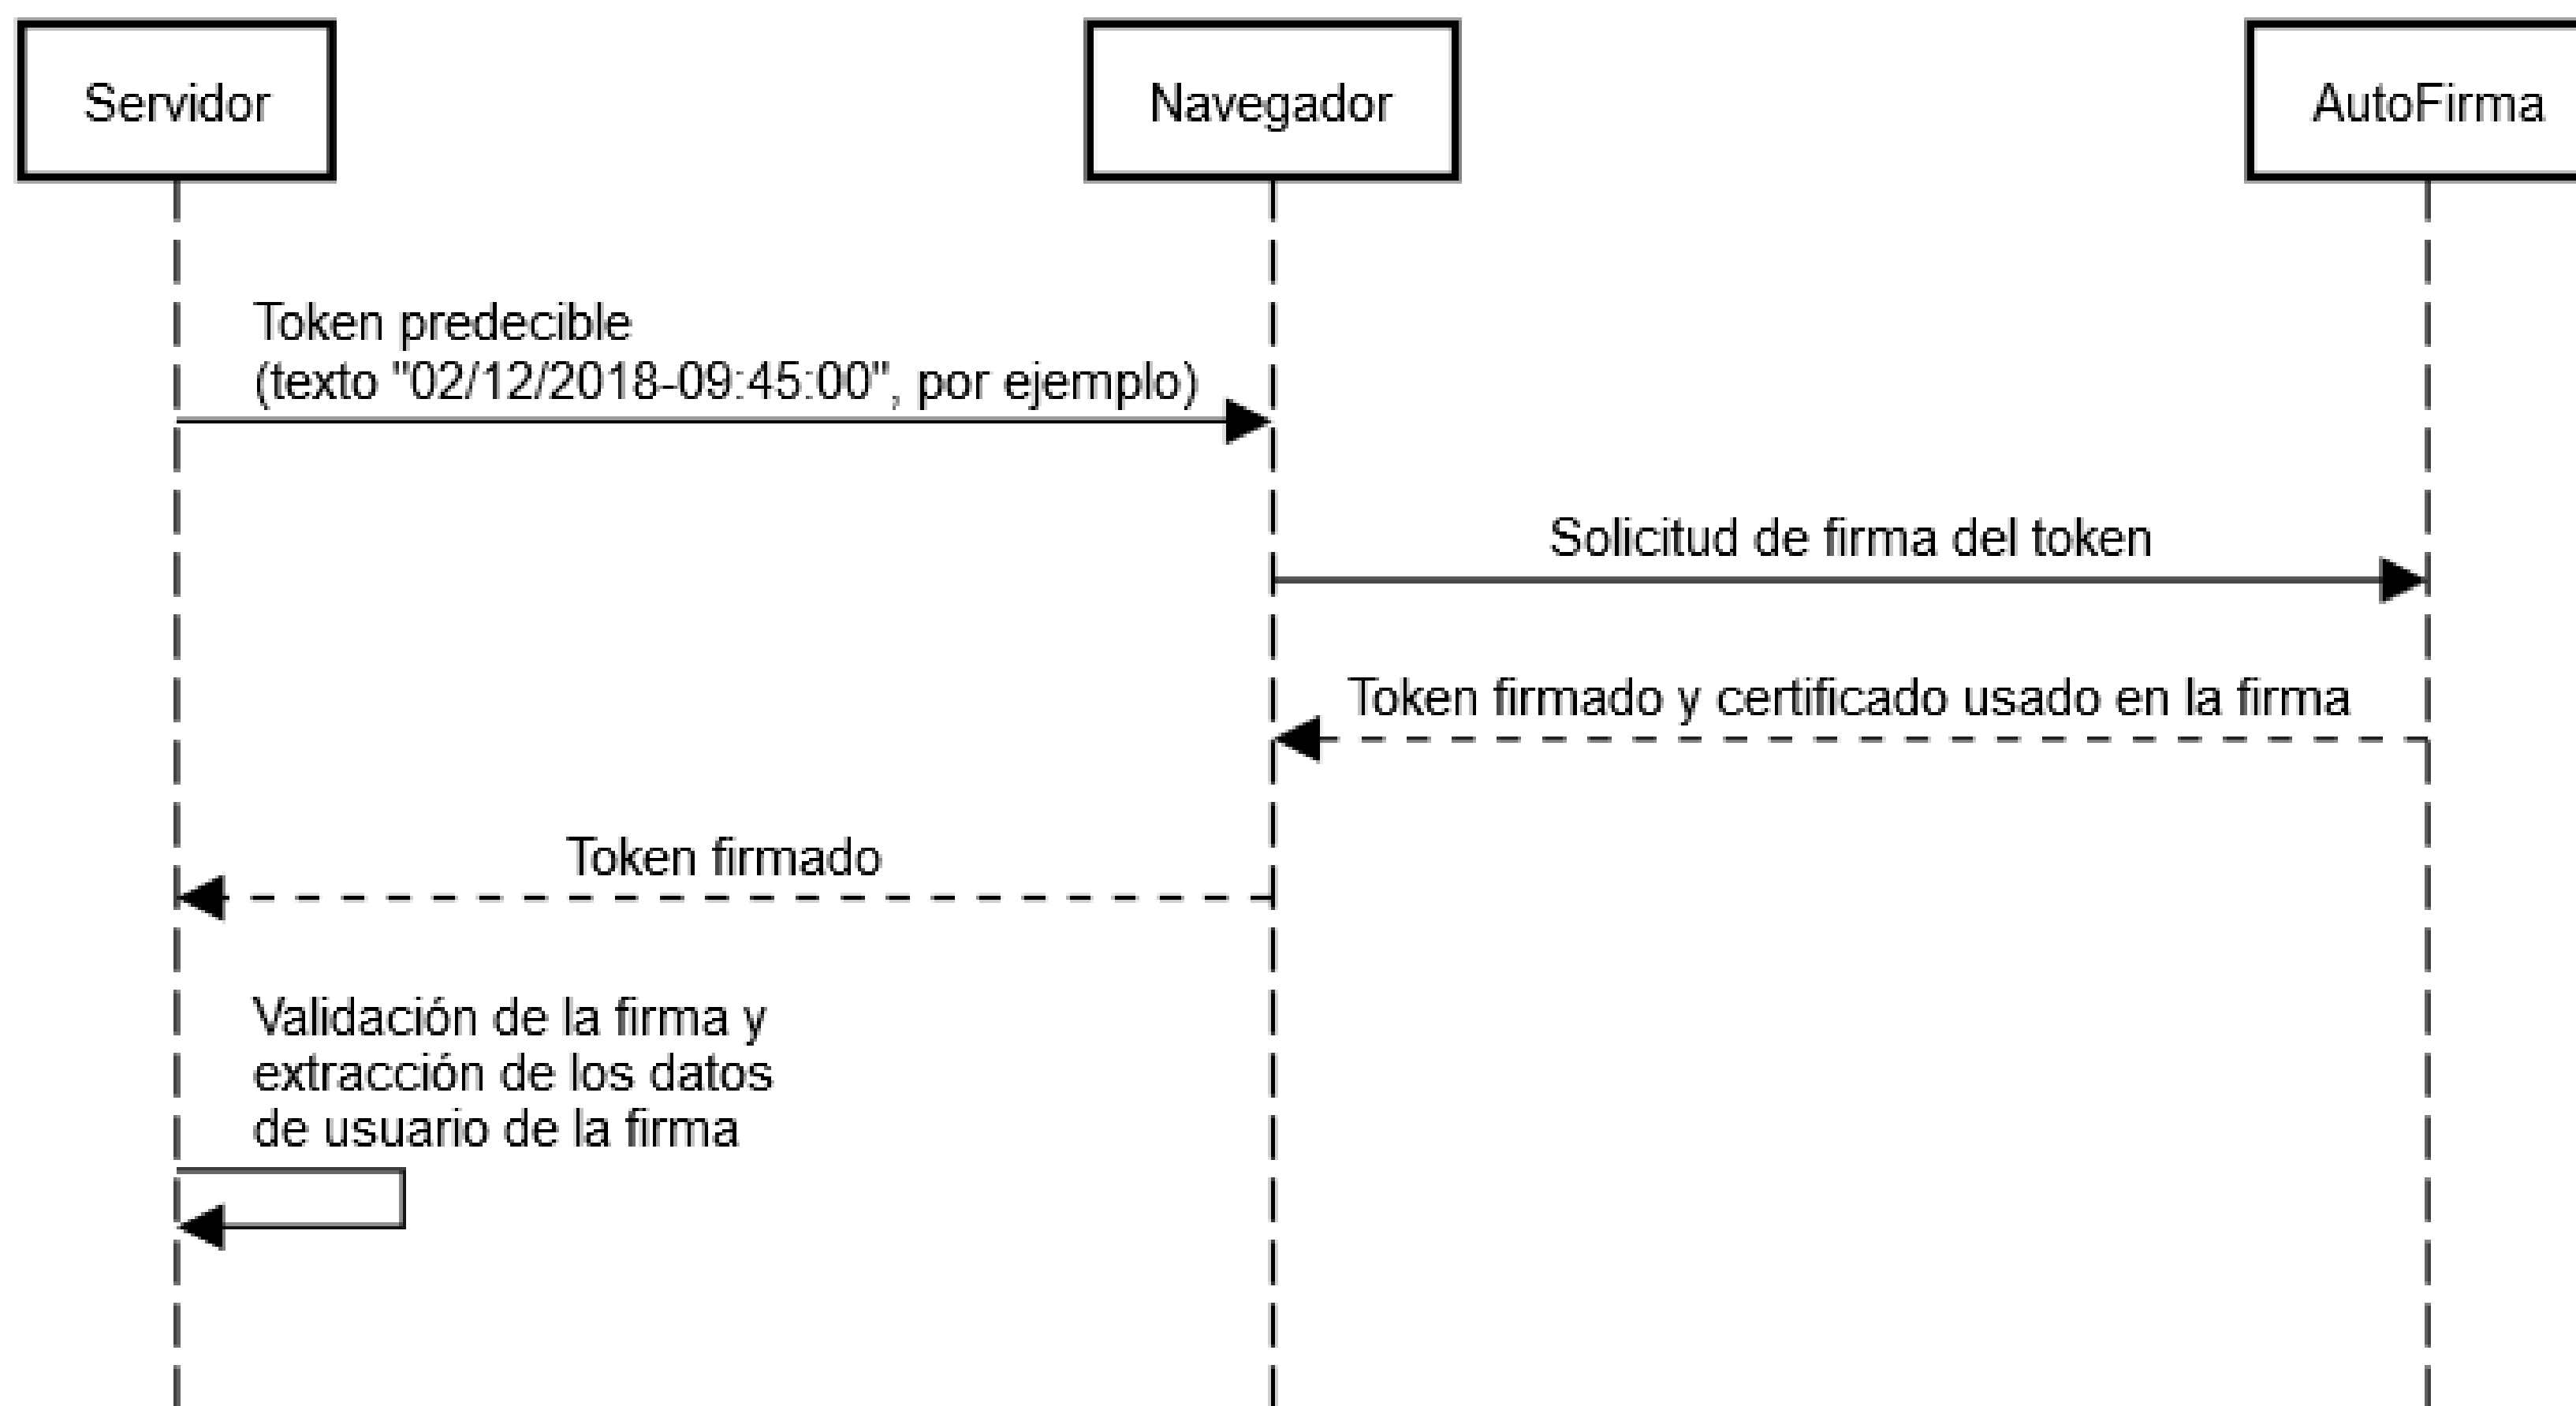 Servidor
Navegador
AutoFirma
Token predecible
(texto "02/12/2018-09:45:00", por ejemplo)
Solicitud de firma del token
Token firmado y certificado usado en la firma
Token firmado
Validación de la firma y
extracción de los datos
de usuario de la firma